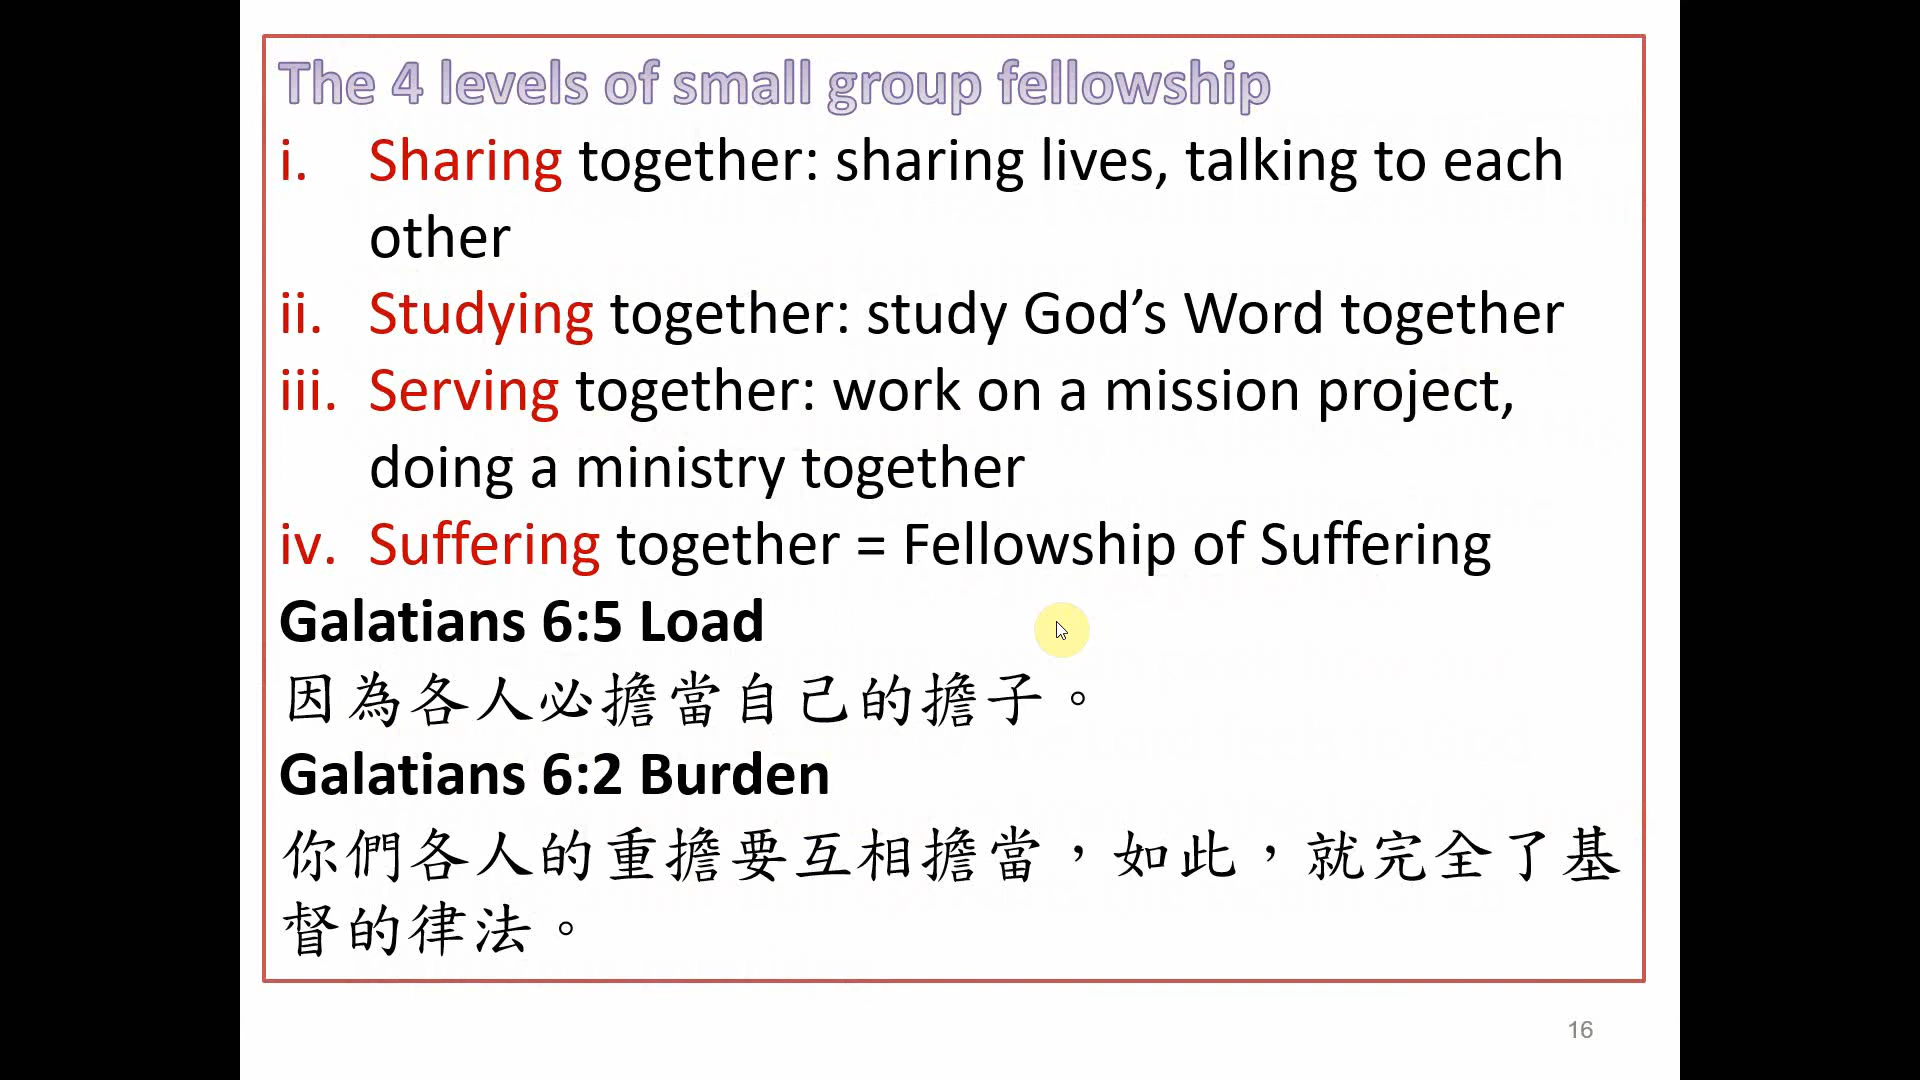 The 4 levels of small group fellowship
i. Sharing together: sharing lives, talking to each
other
ii. Studying together: study God’s Word together
iii. Serving together: work on a mission project,
doing a ministry together
iv. Suffering together = Fellowship of Suffering
Galatians 6:5 Load
因為各人必擔當自己的擔子。
Galatians 6:2 Burden
你們各人的重擔要互相擔當，如此，就完全了基
督的律法。
16